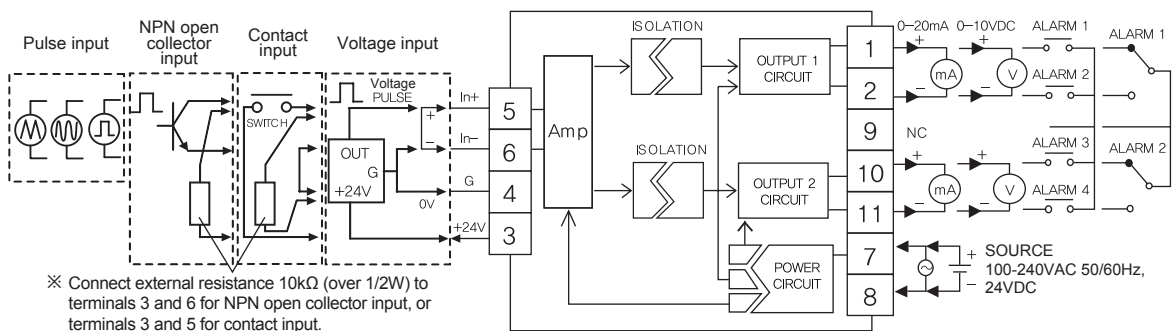 Pulse input
NPN open
collector
input
Contact
input
SWITCH
Voltage input
Voltage
PULSE
+
−
OUT
G
+24V
0V
In+
In−
G
+24V
5
6
4
3
※ Connect external resistance 10kΩ (over 1/2W) to
terminals 3 and 6 for NPN open collector input, or
terminals 3 and 5 for contact input.
Amp
ISOLATION
ISOLATION
OUTPUT 1
CIRCUIT
OUTPUT 2
CIRCUIT
POWER
CIRCUIT
1
2
9
10
11
7
8
0−20mA
0−10VDC
ALARM 1
ALARM 1
+
mA
−
+
V
−
ALARM 2
NC
ALARM 3
ALARM 2
+
mA
−
+
V
−
ALARM 4
+
−
SOURCE
100-240VAC 50/60Hz,
24VDC